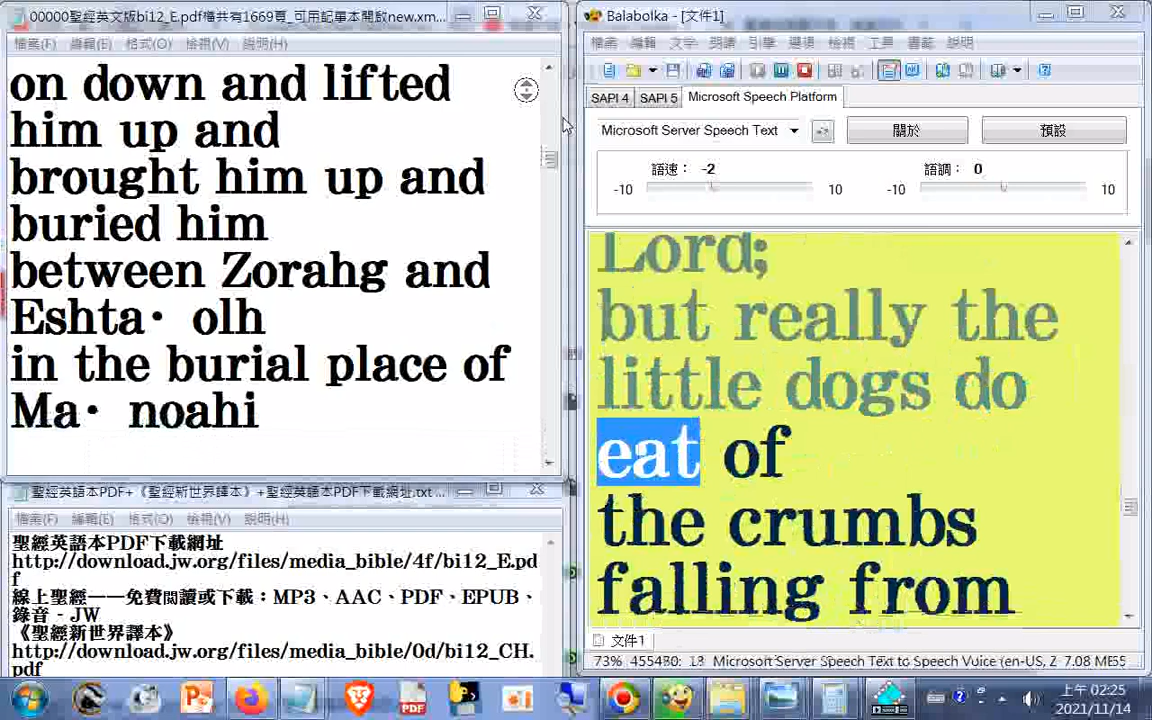 00000聖經英文版bi12_E.pdf檔共有1669頁_可用記事本開啟new.xm...
檔案(F) 編輯(E) 格式(O) 檢視(V) 說明(H)
on down and lifted
him up and
brought him up and
buried him
between Zorahg and
Eshta· olh
in the burial place of
Ma· noahi
聖經英語本PDF+《聖經新世界譯本》+聖經英語本PDF下載網址.txt ...
檔案(F) 編輯(E) 格式(O) 檢視(V) 說明(H)
聖經英語本PDF下載網址
http://download.jw.org/files/media_bible/4f/bi12_E.pd
f
線上聖經——免費閱讀或下載：MP3、AAC、PDF、EPUB、
錄音 - JW
《聖經新世界譯本》
http://download.jw.org/files/media_bible/0d/bi12_CH.
pdf
Balabolka - [文件1]
檔案 編輯 文字 朗讀 引擎 選項 檢視 工具 書籤 說明
SAPI 4 SAPI 5 Microsoft Speech Platform
Microsoft Server Speech Text 關於 預設
語速： -2 語調： 0
-10 10 -10 10
Lord;
but really the
little dogs do
eat of
the crumbs
falling from
文件1
73% 455480: 13 Microsoft Server Speech Text to Speech Voice (en-US, Z 7.08 ME55
PDF
上午 02:25
2021/11/14